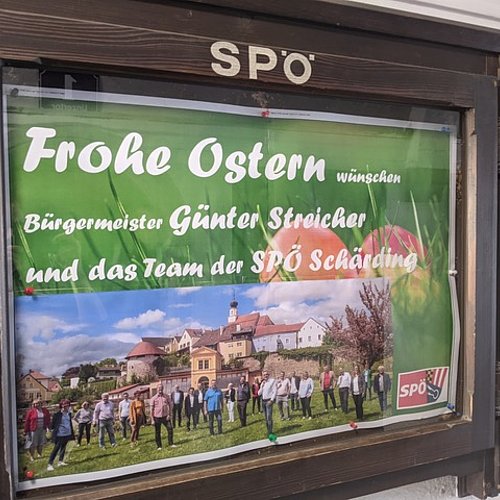 SPÖ
Frohe Ostern wünschen
Bürgermeister Günter Streicher
und das Team der SPÖ Schärding
SPÖ